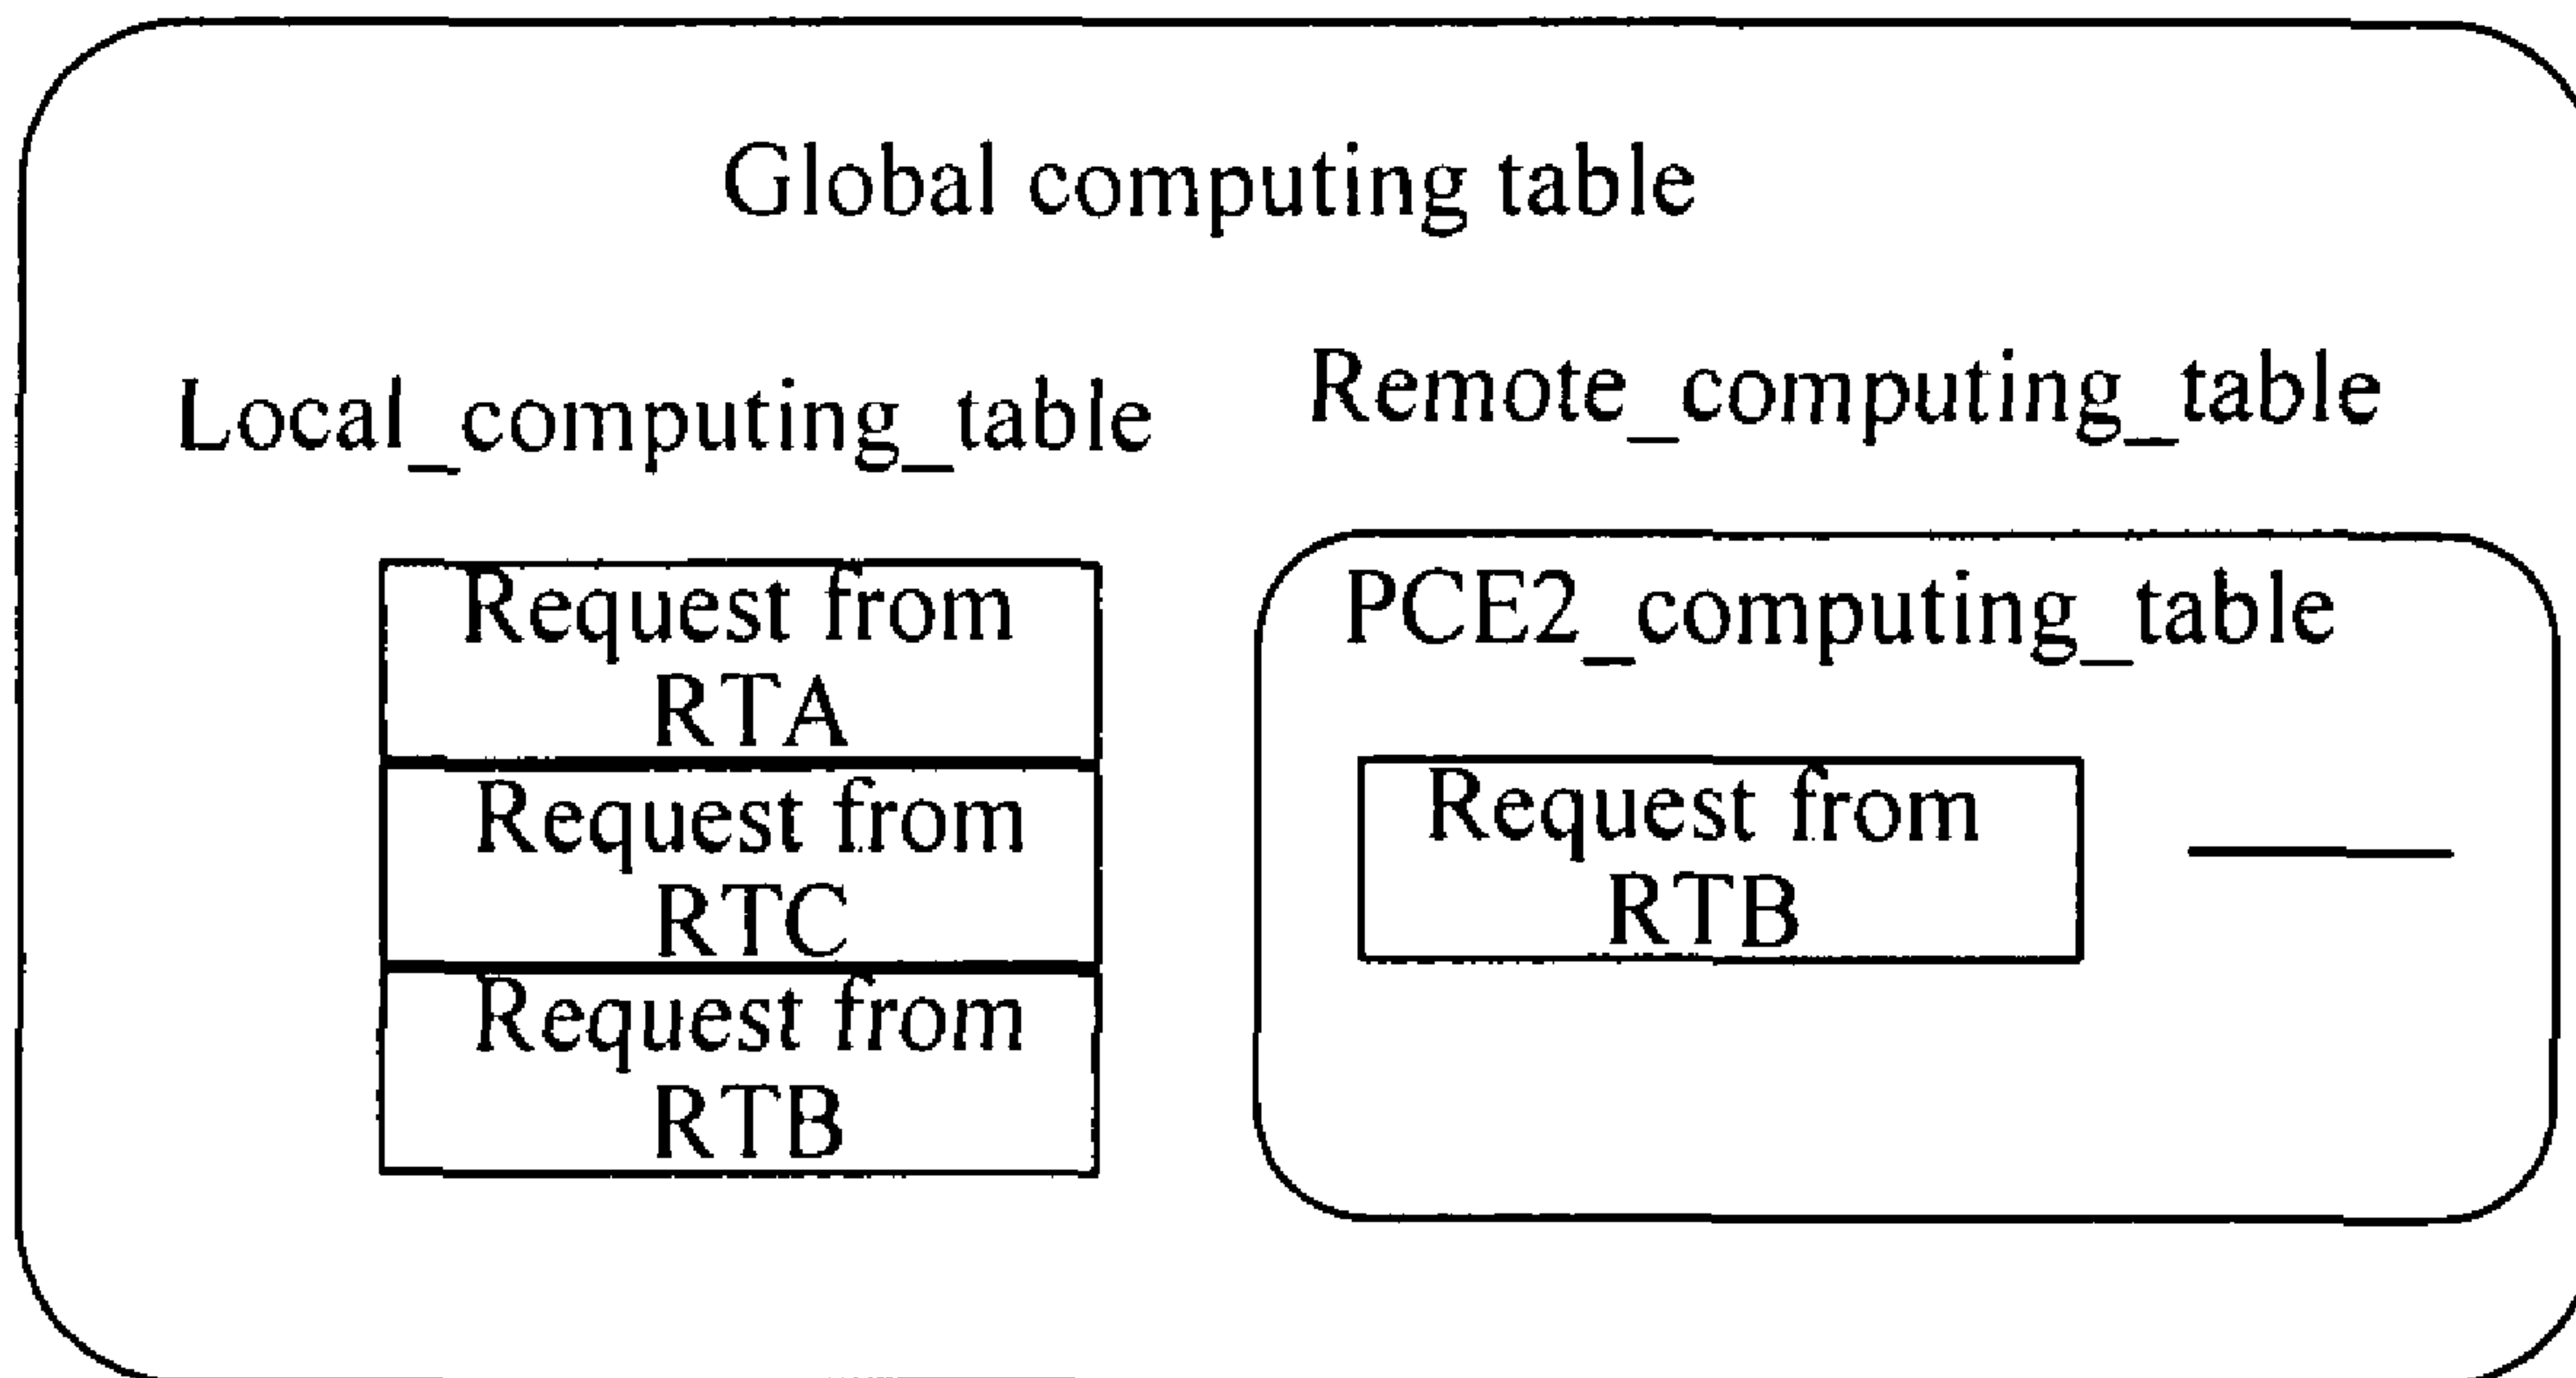 Global computing table
Local_computing_table
Request from
RTA
Request from
RTC
Request from
RTB
Remote_computing_table
PCE2_computing_table
Request from
RTB